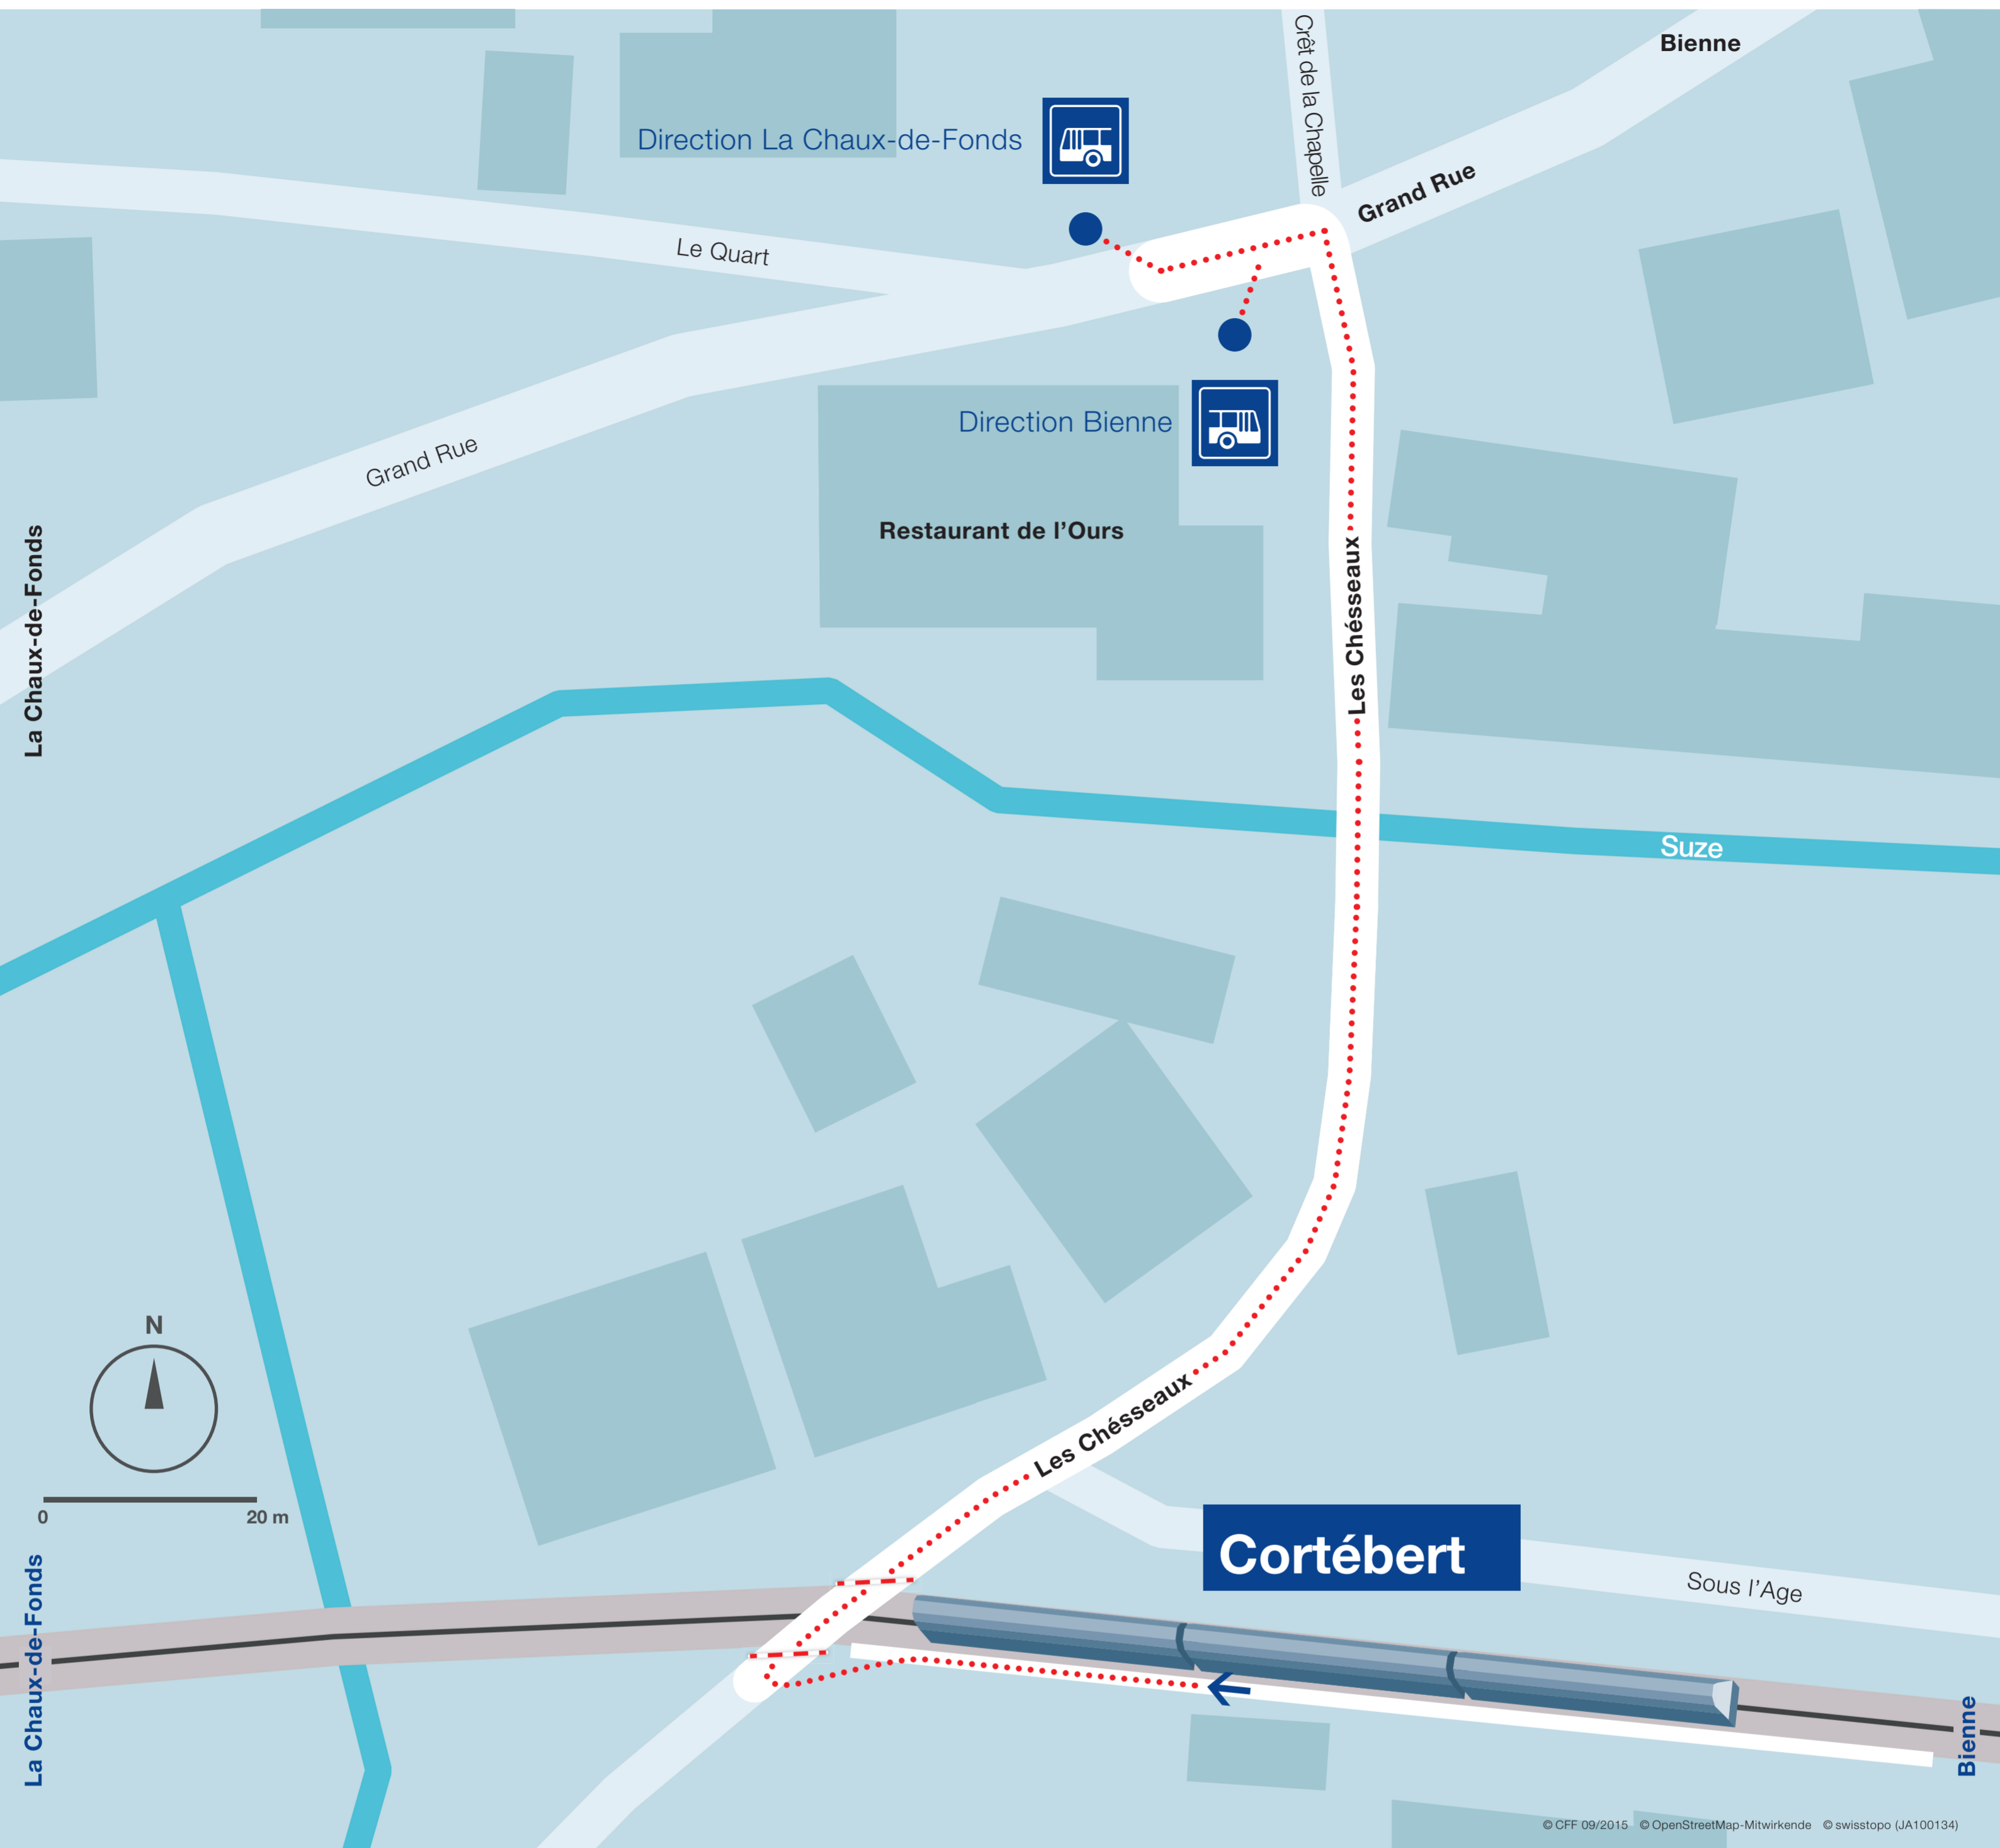 Bienne
Crêt de la Chapelle
Direction La Chaux-de-Fonds
Grand Rue
Le Quart
Direction Bienne
Grand Rue
Restaurant de l’Ours
La Chaux-de-Fonds
Les Chésseaux
Suze
N
0 20 m
Les Chésseaux
Cortébert
Sous l’Age
La Chaux-de-Fonds
Bienne
© CFF 09/2015 © OpenStreetMap-Mitwirkende © swisstopo (JA100134)